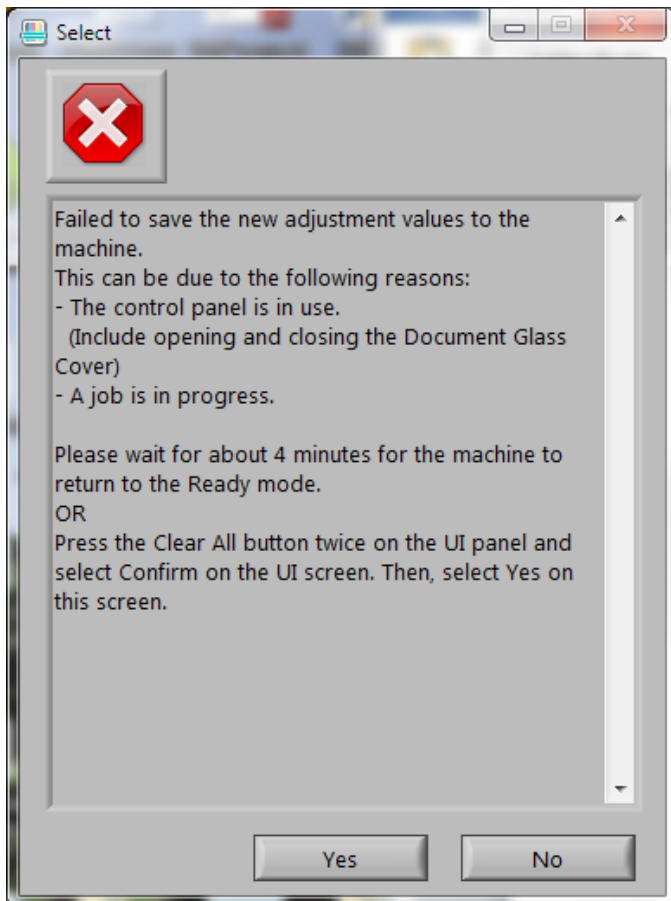 Select
Failed to save the new adjustment values to the
machine.
This can be due to the following reasons:
- The control panel is in use.
(Include opening and closing the Document Glass
Cover)
- A job is in progress.
Please wait for about 4 minutes for the machine to
return to the Ready mode.
OR
Press the Clear All button twice on the UI panel and
select Confirm on the UI screen. Then, select Yes on
this screen.
Yes
No